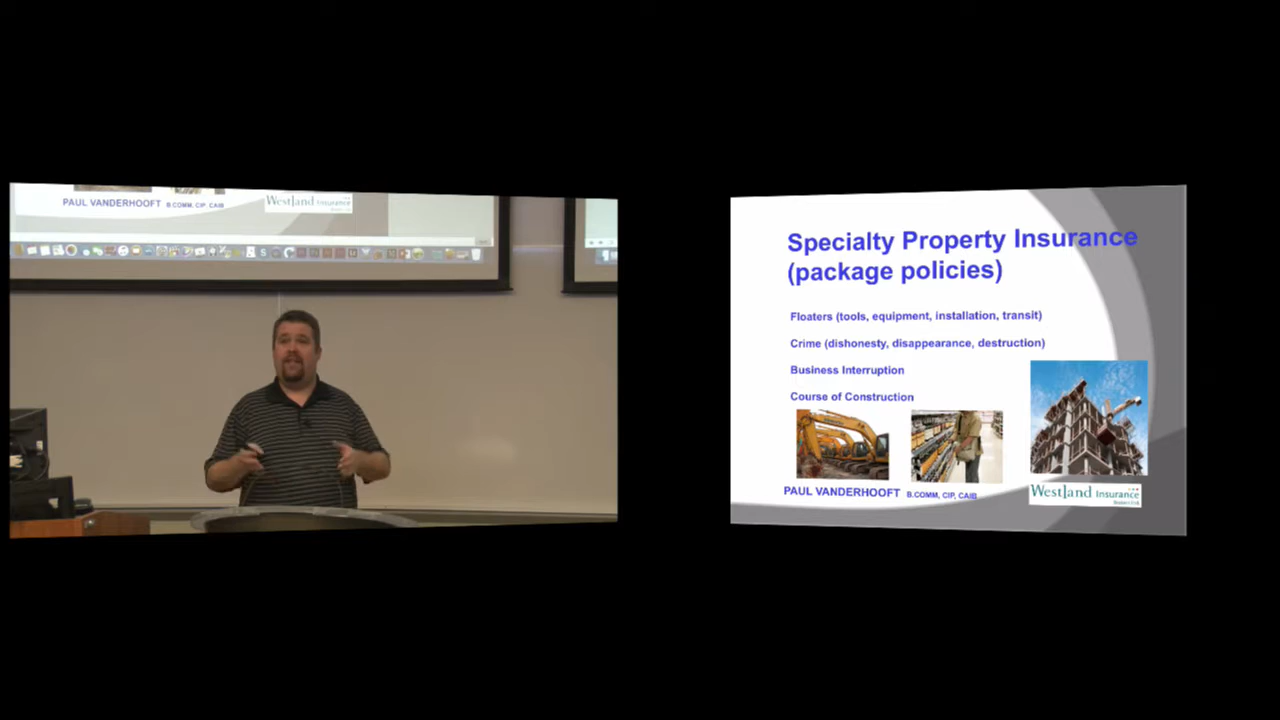 PAUL VANDERHOOFT B.COMM, CIP, CAIB
Westland Insurance
Specialty Property Insurance
(package policies)
Floaters (tools, equipment, installation, transit)
Crime (dishonesty, disappearance, destruction)
Business Interruption
Course of Construction
PAUL VANDERHOOFT B.COMM, CIP, CAIB
Westland Insurance